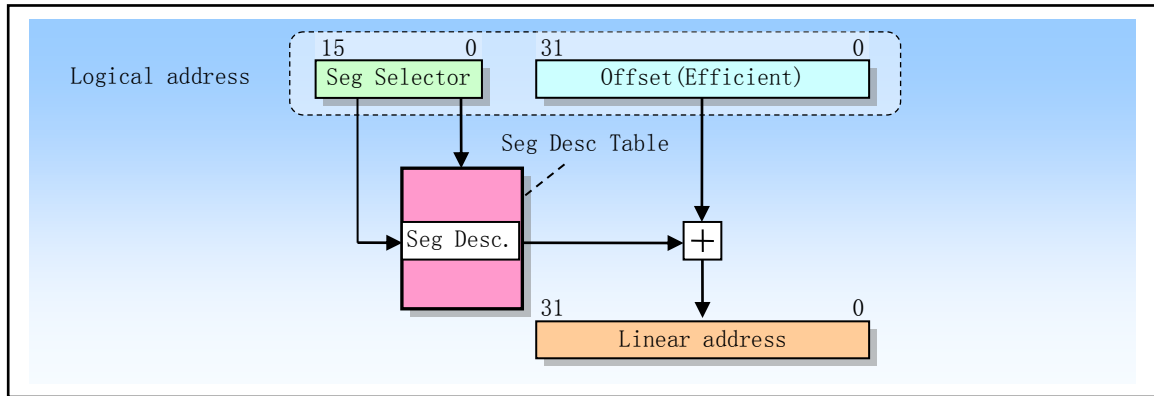 15 0 31 0
Logical address Seg Selector Offset(Efficient)
Seg Desc Table
Seg Desc. +
31 0
Linear address